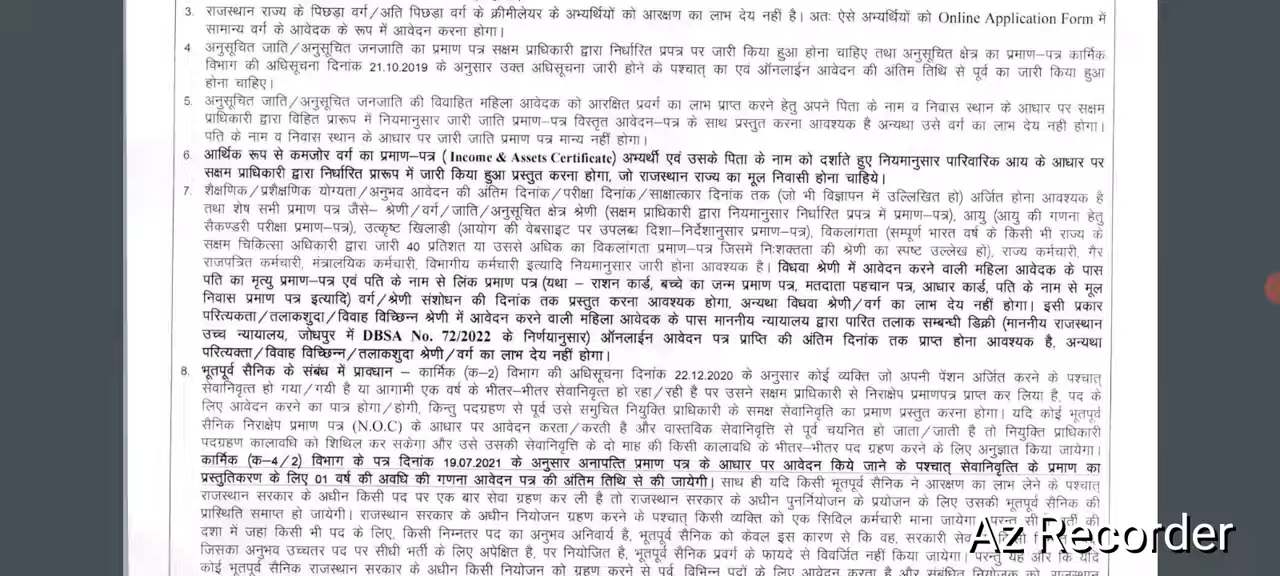 3. राजस्थान राज्य के पिछड़ा वर्ग/अति पिछड़ा वर्ग के क्रीमीलेयर के अभ्यर्थियों को आरक्षण का लाभ देय नहीं है। अतः ऐसे अभ्यर्थियों को Online Application Form में
सामान्य वर्ग के आवेदक के रूप में आवेदन करना होगा।
4 अनुसूचित जाति/अनुसूचित जनजाति का प्रमाण पत्र सक्षम प्राधिकारी द्वारा निर्धारित प्रपत्र पर जारी किया हुआ होना चाहिए तथा अनुसूचित क्षेत्र का प्रमाण–पत्र कार्मिक
विभाग की अधिसूचना दिनांक 21.10.2019 के अनुसार उक्त अधिसूचना जारी होने के पश्चात् का एवं ऑनलाईन आवेदन की अंतिम तिथि से पूर्व का जारी किया हुआ
होना चाहिए।
5. अनुसूचित जाति/अनुसूचित जनजाति की विवाहित महिला आवेदक को आरक्षित प्रवर्ग का लाभ प्राप्त करने हेतु अपने पिता के नाम व निवास स्थान के आधार पर सक्षम
प्राधिकारी द्वारा विहित प्रारूप में नियमानुसार जारी जाति प्रमाण–पत्र विस्तृत आवेदन–पत्र के साथ प्रस्तुत करना आवश्यक है अन्यथा उसे वर्ग का लाभ देय नही होगा।
पति के नाम व निवास स्थान के आधार पर जारी जाति प्रमाण पत्र मान्य नहीं होगा।
6. आर्थिक रूप से कमजोर वर्ग का प्रमाण–पत्र ( Income & Assets Certificate) अभ्यर्थी एवं उसके पिता के नाम को दर्शाते हुए नियमानुसार पारिवारिक आय के आधार पर
सक्षम प्राधिकारी द्वारा निर्धारित प्रारूप में जारी किया हुआ प्रस्तुत करना होगा, जो राजस्थान राज्य का मूल निवासी होना चाहिये।
7. शैक्षणिक/प्रशैक्षणिक योग्यता/अनुभव आवेदन की अंतिम दिनांक/परीक्षा दिनांक/साक्षात्कार दिनांक तक (जो भी विज्ञापन में उल्लिखित हो) अर्जित होना आवश्यक है
तथा शेष सभी प्रमाण पत्र जैसे– श्रेणी/वर्ग/जाति/अनुसूचित क्षेत्र श्रेणी (सक्षम प्राधिकारी द्वारा नियमानुसार निर्धारित प्रपत्र में प्रमाण–पत्र), आयु (आयु की गणना हेतु
सैकण्डरी परीक्षा प्रमाण–पत्र), उत्कृष्ट खिलाड़ी (आयोग की वेबसाइट पर उपलब्ध दिशा–निर्देशानुसार प्रमाण–पत्र), विकलांगता (सम्पूर्ण भारत वर्ष के किसी भी राज्य के
सक्षम चिकित्सा अधिकारी द्वारा जारी 40 प्रतिशत या उससे अधिक का विकलांगता प्रमाण–पत्र जिसमें निःशक्तता की श्रेणी का स्पष्ट उल्लेख हो), राज्य कर्मचारी, गैर
राजपत्रित कर्मचारी, मंत्रालयिक कर्मचारी, विभागीय कर्मचारी इत्यादि नियमानुसार जारी होना आवश्यक है। विधवा श्रेणी में आवेदन करने वाली महिला आवेदक के पास
पति का मृत्यु प्रमाण–पत्र एवं पति के नाम से लिंक प्रमाण पत्र (यथा – राशन कार्ड, बच्चे का जन्म प्रमाण पत्र, मतदाता पहचान पत्र, आधार कार्ड, पति के नाम से मूल
निवास प्रमाण पत्र इत्यादि) वर्ग/श्रेणी संशोधन की दिनांक तक प्रस्तुत करना आवश्यक होगा, अन्यथा विधवा श्रेणी/वर्ग का लाभ देय नहीं होगा। इसी प्रकार
परित्यकता/तलाकशुदा/विवाह विच्छिन्न श्रेणी में आवेदन करने वाली महिला आवेदक के पास माननीय न्यायालय द्वारा पारित तलाक सम्बन्धी डिक्री (माननीय राजस्थान
उच्च न्यायालय, जोधपुर में DBSA No. 72/2022 के निर्णयानुसार) ऑनलाईन आवेदन पत्र प्राप्ति की अंतिम दिनांक तक प्राप्त होना आवश्यक है, अन्यथा
परित्यक्ता/विवाह विच्छिन्न/तलाकशुदा श्रेणी/वर्ग का लाभ देय नहीं होगा।
8. भूतपूर्व सैनिक के संबंध में प्रावधान – कार्मिक (क–2) विभाग की अधिसूचना दिनांक 22.12.2020 के अनुसार कोई व्यक्ति जो अपनी पेंशन अर्जित करने के पश्चात्
सेवानिवृत्त हो गया/गयी है या आगामी एक वर्ष के भीतर–भीतर सेवानिवृत्त हो रहा/रही है पर उसने सक्षम प्राधिकारी से निराक्षेप प्रमाणपत्र प्राप्त कर लिया है, पद के
लिए आवेदन करने का पात्र होगा/होगी, किन्तु पदग्रहण से पूर्व उसे समुचित नियुक्ति प्राधिकारी के समक्ष सेवानिवृति का प्रमाण प्रस्तुत करना होगा। यदि कोई भूतपूर्व
सैनिक निराक्षेप प्रमाण पत्र (N.O.C) के आधार पर आवेदन करता/करती है और वास्तविक सेवानिवृत्ति से पूर्व चयनित हो जाता/जाती है तो नियुक्ति प्राधिकारी
पदग्रहण कालावधि को शिथिल कर सकेगा और उसे उसकी सेवानिवृत्ति के दो माह की किसी कालावधि के भीतर–भीतर पद ग्रहण करने के लिए अनुज्ञात किया जायेगा।
कार्मिक (क–4/2) विभाग के पत्र दिनांक 19.07.2021 के अनुसार अनापत्ति प्रमाण पत्र के आधार पर आवेदन किये जाने के पश्चात् सेवानिवृत्ति के प्रमाण का
प्रस्तुतिकरण के लिए 01 वर्ष की अवधि की गणना आवेदन पत्र की अंतिम तिथि से की जायेगी। साथ ही यदि किसी भूतपूर्व सैनिक ने आरक्षण का लाभ लेने के पश्चात्
राजस्थान सरकार के अधीन किसी पद पर एक बार सेवा ग्रहण कर ली है तो राजस्थान सरकार के अधीन पुनर्नियोजन के प्रयोजन के लिए उसकी भूतपूर्व सैनिक की
प्रास्थिति समाप्त हो जायेगी। राजस्थान सरकार के अधीन नियोजन ग्रहण करने के पश्चात् किसी व्यक्ति को एक सिविल कर्मचारी माना जायेगा। परन्तु की
दशा में जहां किसी भी पद के लिए, किसी निम्नतर पद का अनुभव अनिवार्य है, भूतपूर्व सैनिक को केवल इस कारण से कि वह, सरकारी
जिसका अनुभव उच्चतर पद पर सीधी भर्ती के लिए अपेक्षित है, पर नियोजित है, भूतपूर्व सैनिक प्रवर्ग के फायदे से विवर्जित नहीं किया जायेगा। परन्तु यह और कि यदि
कोई भूतपूर्व सैनिक राजस्थान सरकार के अधीन किसी नियोजन को ग्रहण करने से पूर्व विभिन्न पदों के लिए आवेदन करता है और संबंधित नियोजक को राजस्थान
Az Recorder